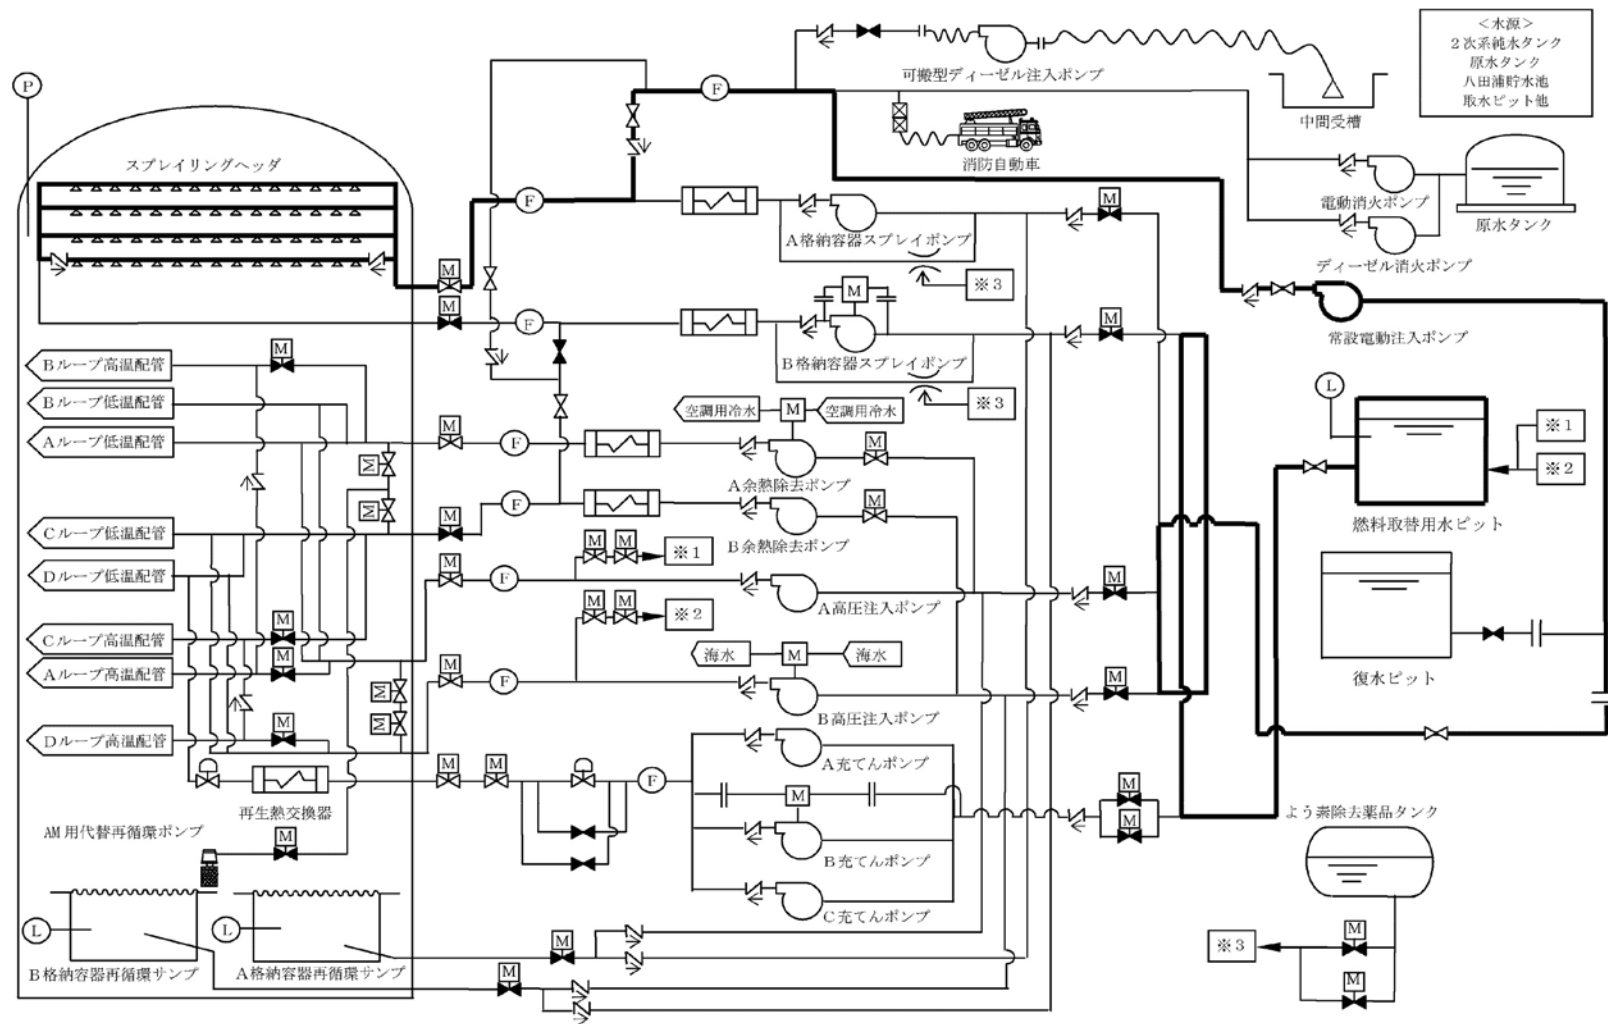 <水源>
2次系純水タンク
原水タンク
八田浦貯水池
取水ピット他
可搬型ディーゼル注入ポンプ
中間受槽
消防自動車
P
F
スプレイリングヘッダ
電動消火ポンプ
原水タンク
ディーゼル消火ポンプ
F
M
M
A格納容器スプレイポンプ
※3
M
M
F
M
M
B格納容器スプレイポンプ
※3
常設電動注入ポンプ
Bループ高温配管
M
Bループ低温配管
空調用冷水
M
空調用冷水
L
Aループ低温配管
M
F
M
※1
※2
M
A余熱除去ポンプ
燃料取替用水ピット
M
Cループ低温配管
M
F
M
B余熱除去ポンプ
M
M
※1
Dループ低温配管
M
F
A高圧注入ポンプ
M
M
M
※2
Cループ高温配管
M
海水
M
海水
Aループ高温配管
M
M
F
M
復水ピット
M
B高圧注入ポンプ
M
Dループ高温配管
M
A充てんポンプ
M
M
F
M
M
M
再生熱交換器
よう素除去薬品タンク
AM用代替再循環ポンプ
M
B充てんポンプ
C充てんポンプ
L
L
M
M
※3
B格納容器再循環サンプ
A格納容器再循環サンプ
M
M